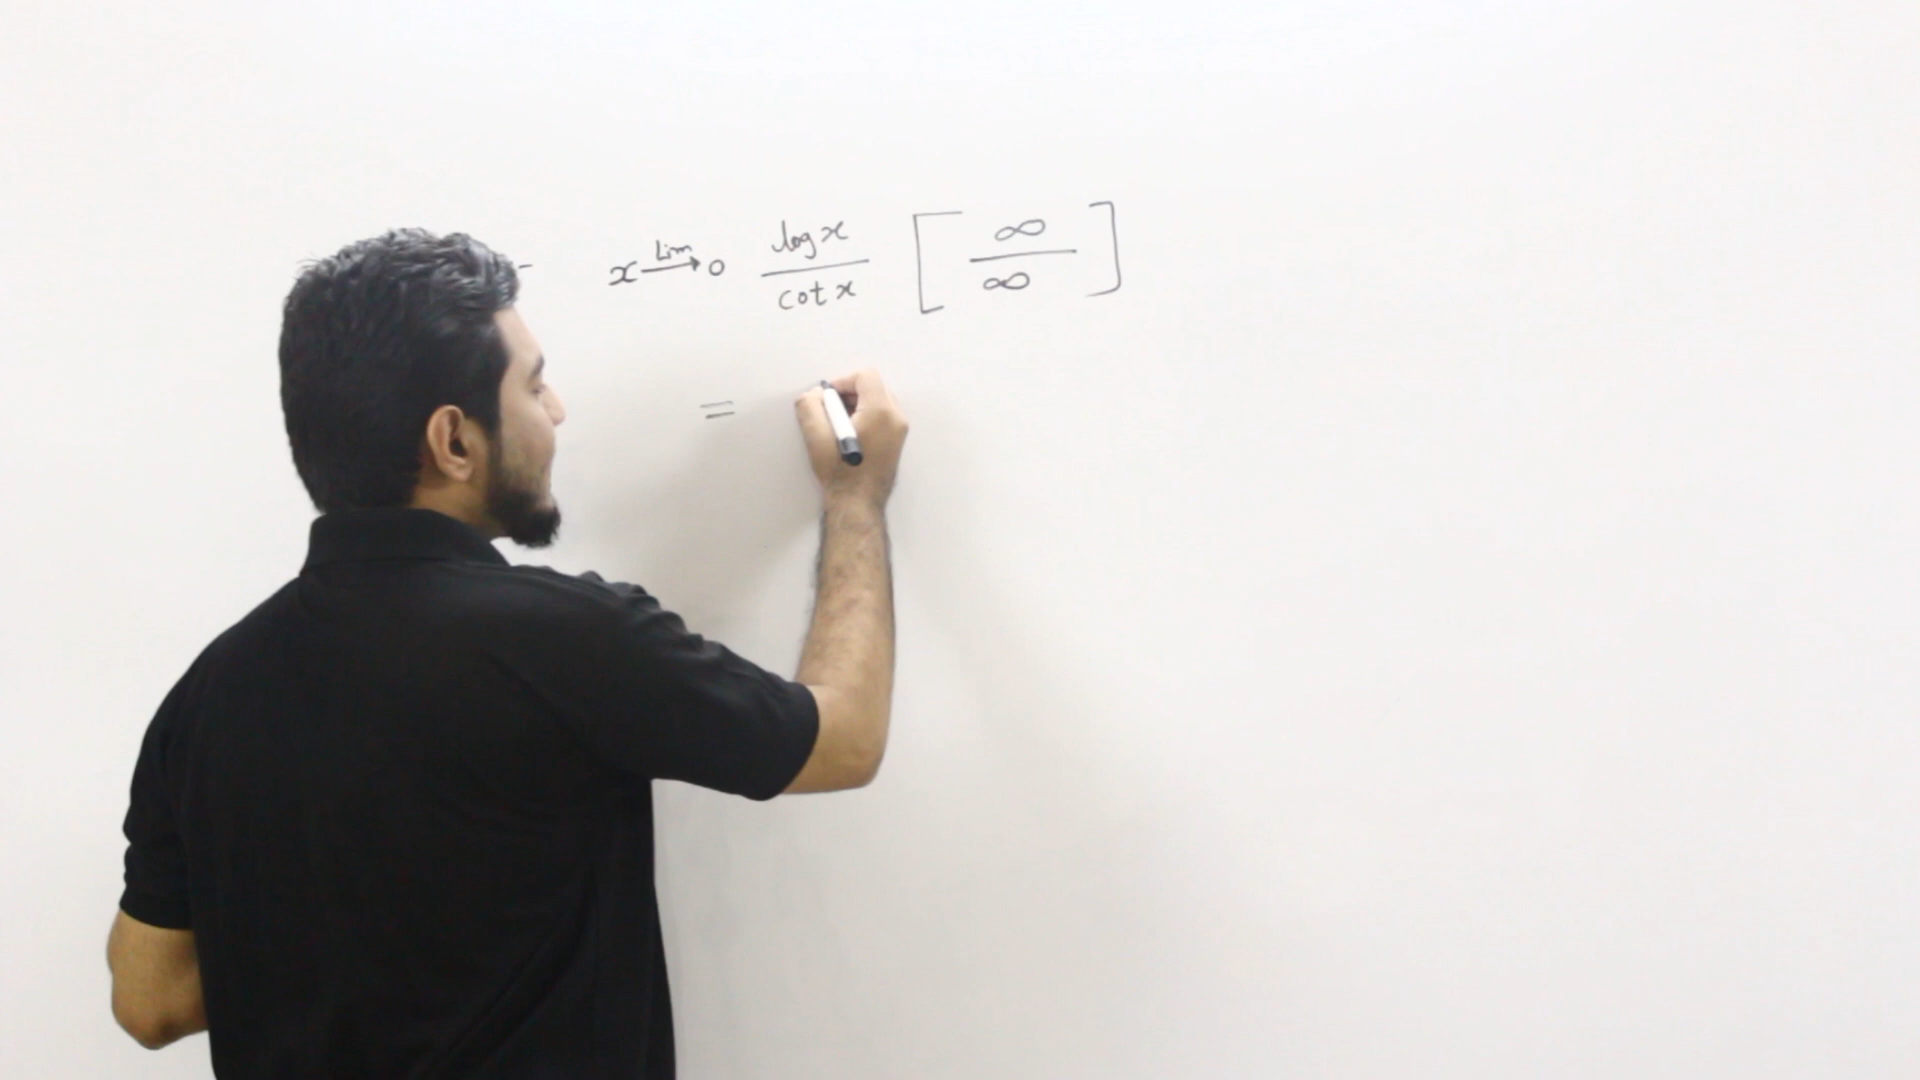 x Lim→ 0 log x / cot x [ ∞ / ∞ ]
=